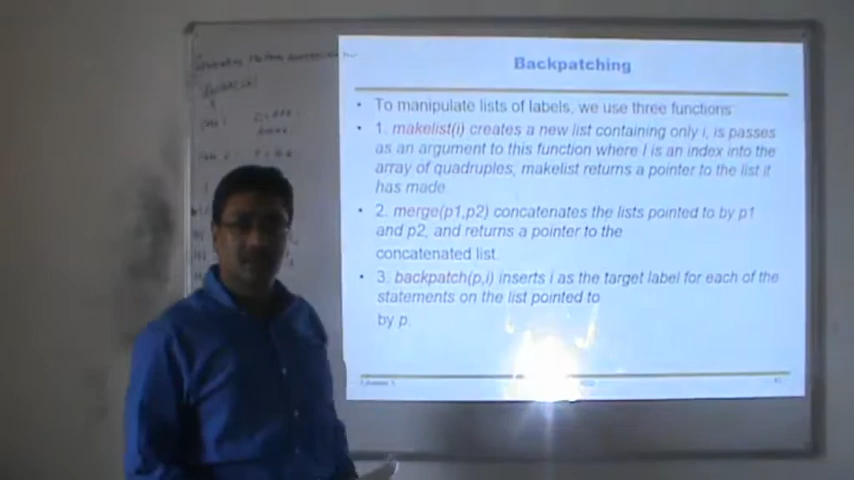 Backpatching
• To manipulate lists of labels, we use three functions
• 1. makelist(i) creates a new list containing only i, is passes
as an argument to this function where I is an index into the
array of quadruples; makelist returns a pointer to the list it
has made
• 2. merge(p1,p2) concatenates the lists pointed to by p1
and p2, and returns a pointer to the
concatenated list.
• 3. backpatch(p,i) inserts i as the target label for each of the
statements on the list pointed to
by p.